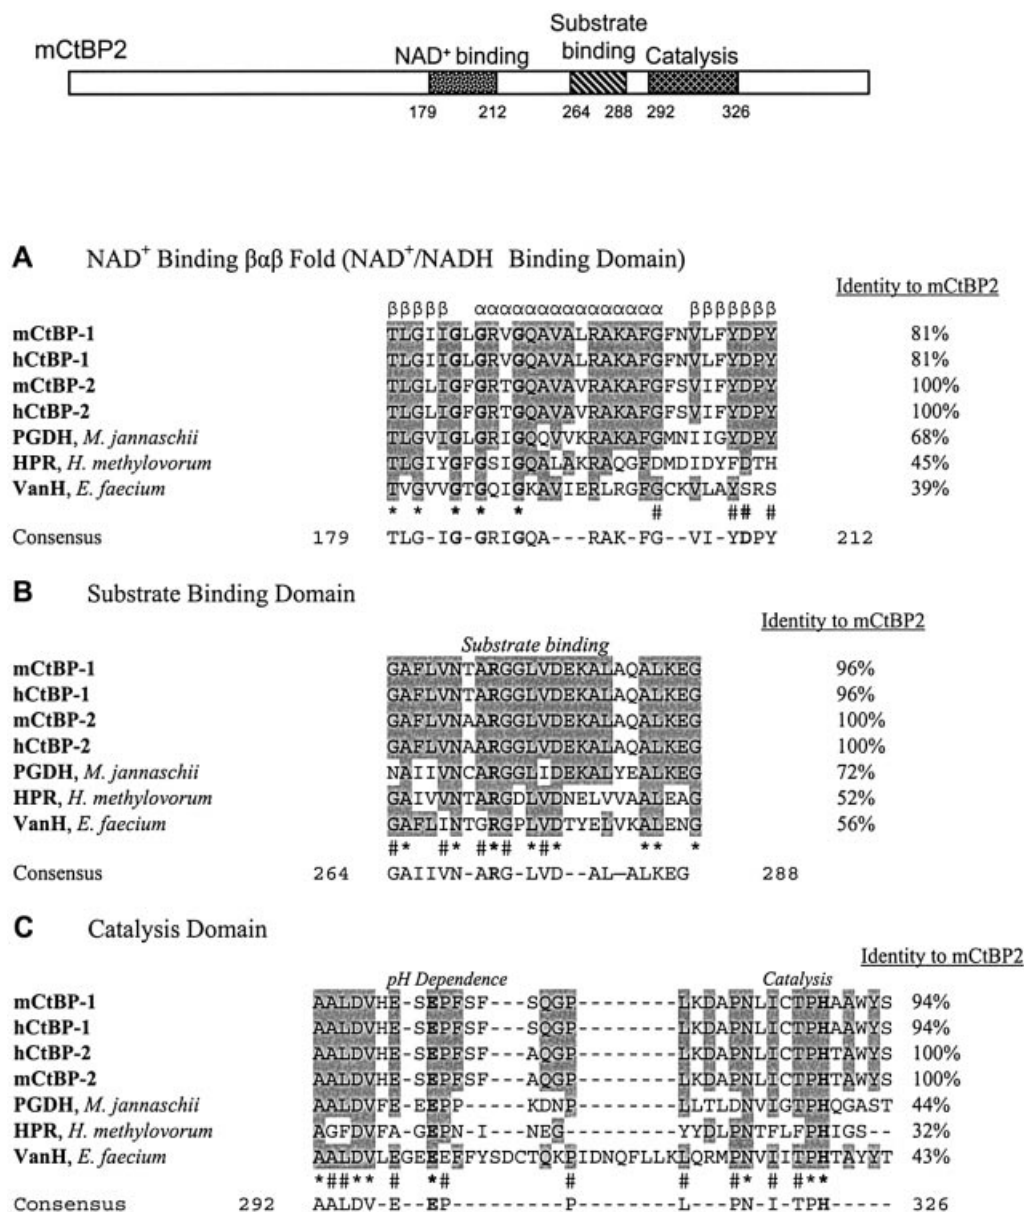 mCtBP2
NAD⁺ binding
Substrate
binding
Catalysis
179 212 264 288 292 326
A NAD⁺ Binding βαβ Fold (NAD⁺/NADH Binding Domain)
Identity to mCtBP2
βββββ ααααααααααααααα βββββββ
mCtBP-1 TLGIIGLGRVGQAVALRAKAFGFNVLFYDPY 81%
hCtBP-1 TLGIIGLGRVGQAVALRAKAFGFNVLFYDPY 81%
mCtBP-2 TLGLIGFGRTGQAVAVRAKAFGFSVIFYDPY 100%
hCtBP-2 TLGLIGFGRTGQAVAVRAKAFGFSVIFYDPY 100%
PGDH, M. jannaschii TLGVIGLGRIGQQVVKRAKAFGMNIIGYDPY 68%
HPR, H. methylovorum TLGIYGFGSIGQALAKRAQGFDMDIDYFDTH 45%
VanH, E. faecium TVGVVGTGQIGKAVIERLRGFGCKVLAYSRS 39%
* * * * * # ## #
Consensus 179 TLG-IG-GRIGQA---RAK-FG--VI-YDPY 212
B Substrate Binding Domain
Identity to mCtBP2
Substrate binding
mCtBP-1 GAFLVNTARGGLVDEKALAQALKEG 96%
hCtBP-1 GAFLVNTARGGLVDEKALAQALKEG 96%
mCtBP-2 GAFLVNAARGGLVDEKALAQALKEG 100%
hCtBP-2 GAFLVNAARGGLVDEKALAQALKEG 100%
PGDH, M. jannaschii NAIIVNCARGGLIDEKALYEALKEG 72%
HPR, H. methylovorum GAIVVNTARGDLVDNELVVAALEAG 52%
VanH, E. faecium GAFLINTGRGPLVDTYELVKALENG 56%
#* #* #*# *#* ** *
Consensus 264 GAIIVN-ARG-LVD--AL–ALKEG 288
C Catalysis Domain
Identity to mCtBP2
pH Dependence Catalysis
mCtBP-1 AALDVHE-SEPFSF---SQGP--------LKDAPNLICTPHAAWYS 94%
hCtBP-1 AALDVHE-SEPFSF---SQGP--------LKDAPNLICTPHAAWYS 94%
hCtBP-2 AALDVHE-SEPFSF---AQGP--------LKDAPNLICTPHTAWYS 100%
mCtBP-2 AALDVHE-SEPFSF---AQGP--------LKDAPNLICTPHTAWYS 100%
PGDH, M. jannaschii AALDVFE-EEPP-----KDNP--------LLTLDNVIGTPHQGAST 44%
HPR, H. methylovorum AGFDVFA-GEPN-I---NEG---------YYDLPNTFLFPHIGS-- 32%
VanH, E. faecium AALDVLEGEEEFFYSDCTQKPIDNQFLLKLQRMPNVIITPHTAYYT 43%
*##** # *# # # #* # #**
Consensus 292 AALDV-E--EP---------P--------L---PN-I-TPH----- 326